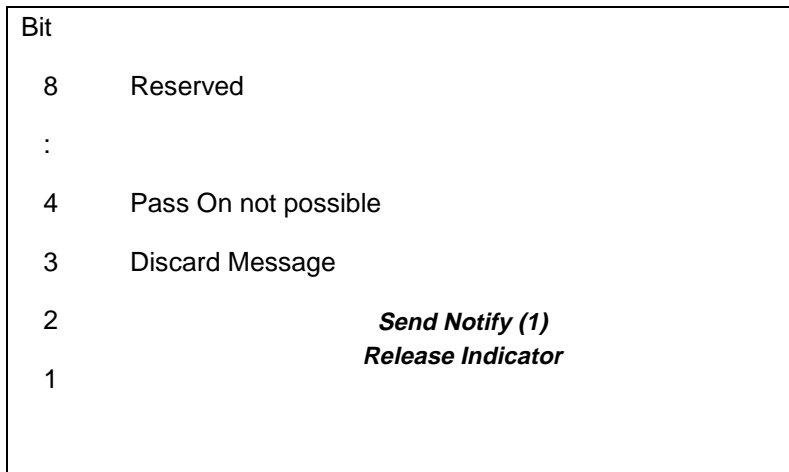 Bit
8 Reserved
:
4 Pass On not possible
3 Discard Message
2 Send Notify (1)
Release Indicator
1